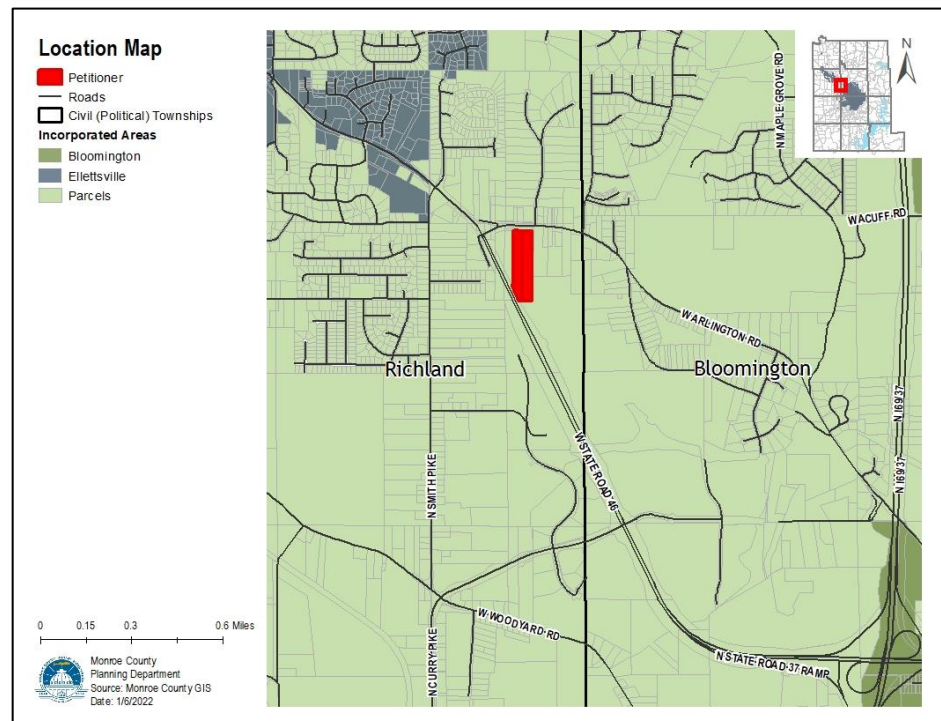 Location Map
Petitioner
Roads
Civil (Political) Townships
Incorporated Areas
Bloomington
Ellettsville
Parcels
N
N MAPLE GROVE RD
W ACUFF RD
W ARLINGTON RD
Richland
Bloomington
N I69/37
N I69/37
N SMITH PIKE
W STATE ROAD 46
W WOODYARD RD
N CURRY PIKE
N STATE ROAD 37 RAMP
0 0.15 0.3 0.6 Miles
Monroe County
Planning Department
Source: Monroe County GIS
Date: 1/6/2022